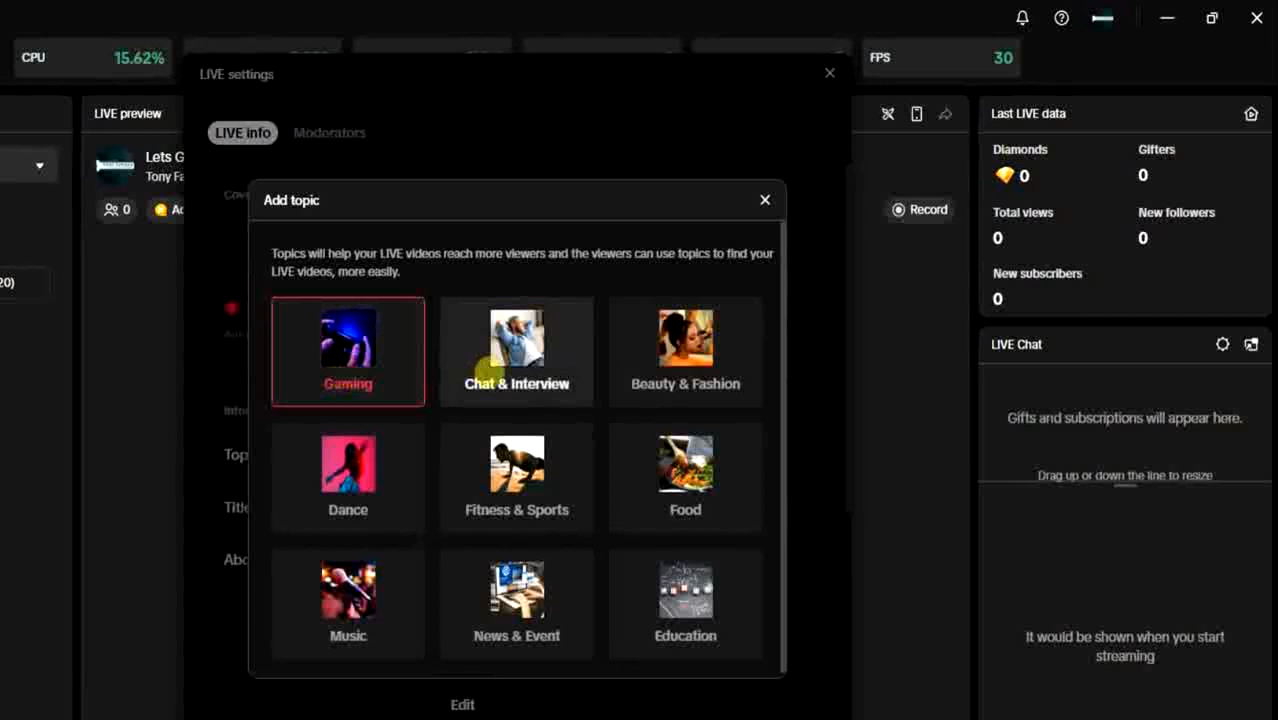 CPU
15.62%
FPS
30
LIVE settings
LIVE preview
Last LIVE data
LIVE info
Moderators
Diamonds
Gifters
0
0
Lets G
Tony Fa
0
Record
Add topic
Total views
New followers
0
0
Topics will help your LIVE videos reach more viewers and the viewers can use topics to find your
LIVE videos, more easily.
New subscribers
0
20)
LIVE Chat
Gaming
Chat & Interview
Beauty & Fashion
Gifts and subscriptions will appear here.
Drag up or down the line to resize
Top
Title
Abo
Dance
Fitness & Sports
Food
Music
News & Event
Education
It would be shown when you start
streaming
Edit